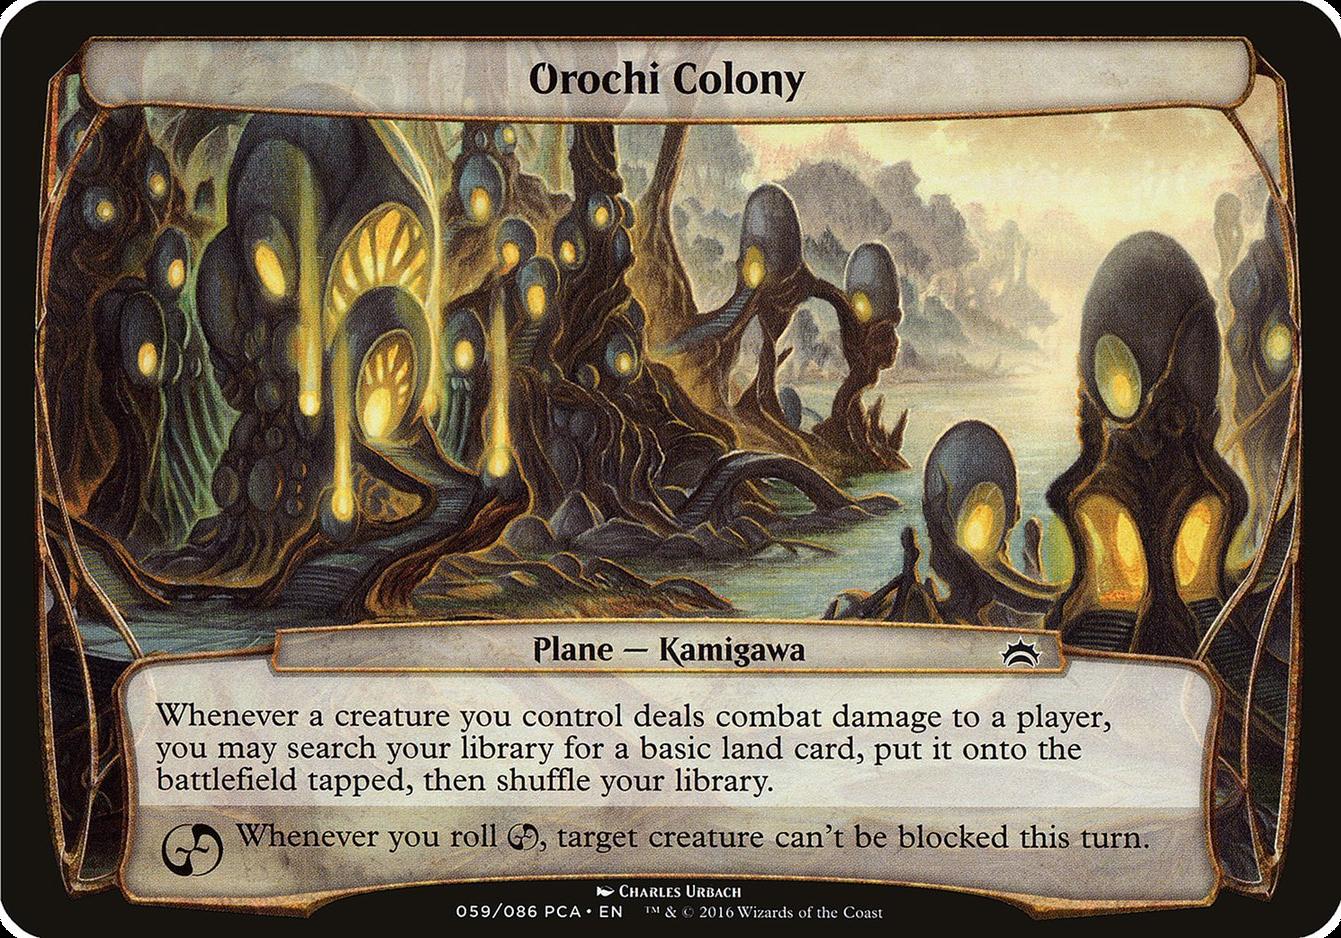 Orochi Colony
Plane — Kamigawa
Whenever a creature you control deals combat damage to a player,
you may search your library for a basic land card, put it onto the
battlefield tapped, then shuffle your library.
Whenever you roll , target creature can't be blocked this turn.
Charles Urbach
059/086 PCA • EN ™ & © 2016 Wizards of the Coast